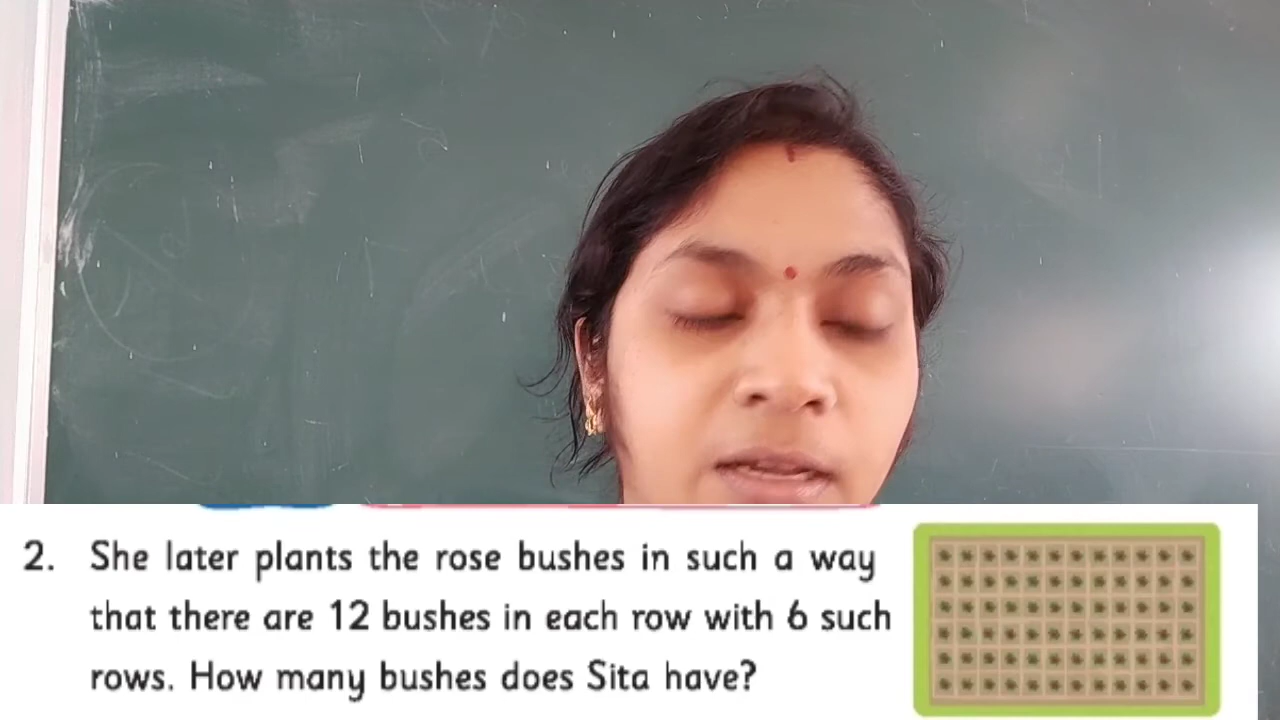 2. She later plants the rose bushes in such a way
that there are 12 bushes in each row with 6 such
rows. How many bushes does Sita have?